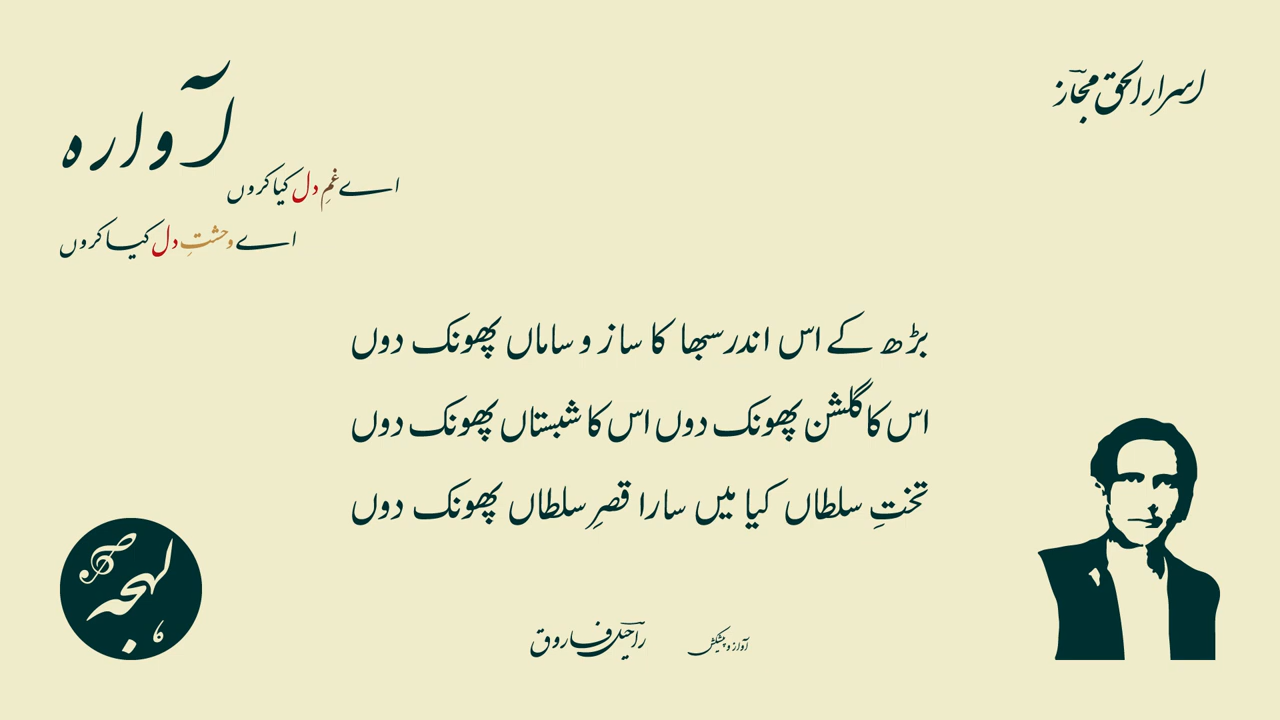 اسرار الحق مجاز
آوارہ
اے غمِ دل کیا کروں
اے وحشتِ دل کیا کروں
بڑھ کے اس اندر سبھا کا ساز و ساماں پھونک دوں
اس کا گلشن پھونک دوں اس کا شبستاں پھونک دوں
تختِ سلطاں کیا میں سارا قصرِ سلطاں پھونک دوں
لہجہ
آواز و پیشکش راحیل فاروق